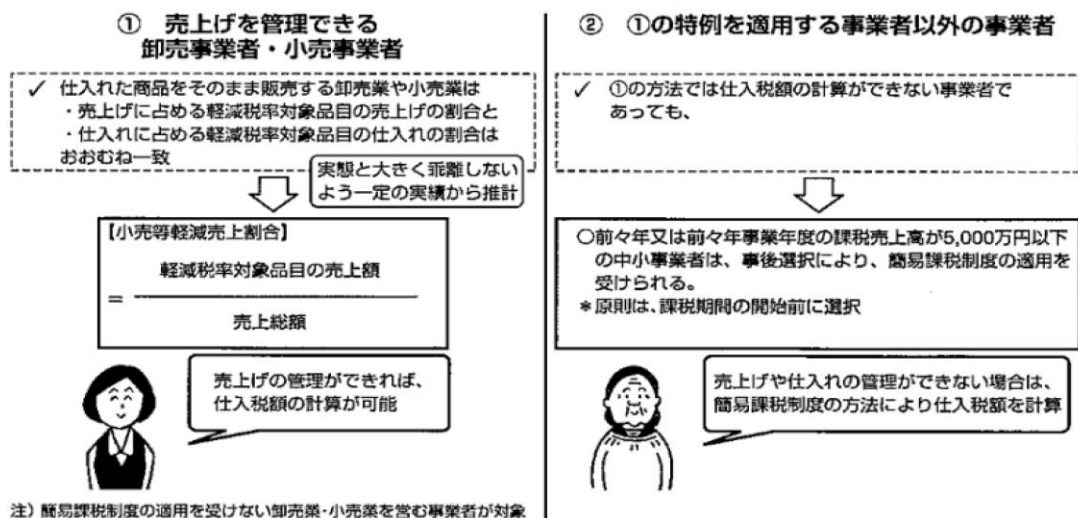 ① 売上げを管理できる
卸売事業者・小売事業者
✓ 仕入れた商品をそのまま販売する卸売業や小売業は
・売上げに占める軽減税率対象品目の売上げの割合と
・仕入れに占める軽減税率対象品目の仕入れの割合は
おおむね一致
実態と大きく乖離しない
よう一定の実績から推計
【小売等軽減売上割合】
軽減税率対象品目の売上額
=
売上総額
売上げの管理ができれば、
仕入税額の計算が可能
注）簡易課税制度の適用を受けない卸売業・小売業を営む事業者が対象
② ①の特例を適用する事業者以外の事業者
✓ ①の方法では仕入税額の計算ができない事業者で
あっても、
○前々年又は前々年事業年度の課税売上高が5,000万円以下
の中小事業者は、事後選択により、簡易課税制度の適用を
受けられる。
＊原則は、課税期間の開始前に選択
売上げや仕入れの管理ができない場合は、
簡易課税制度の方法により仕入税額を計算